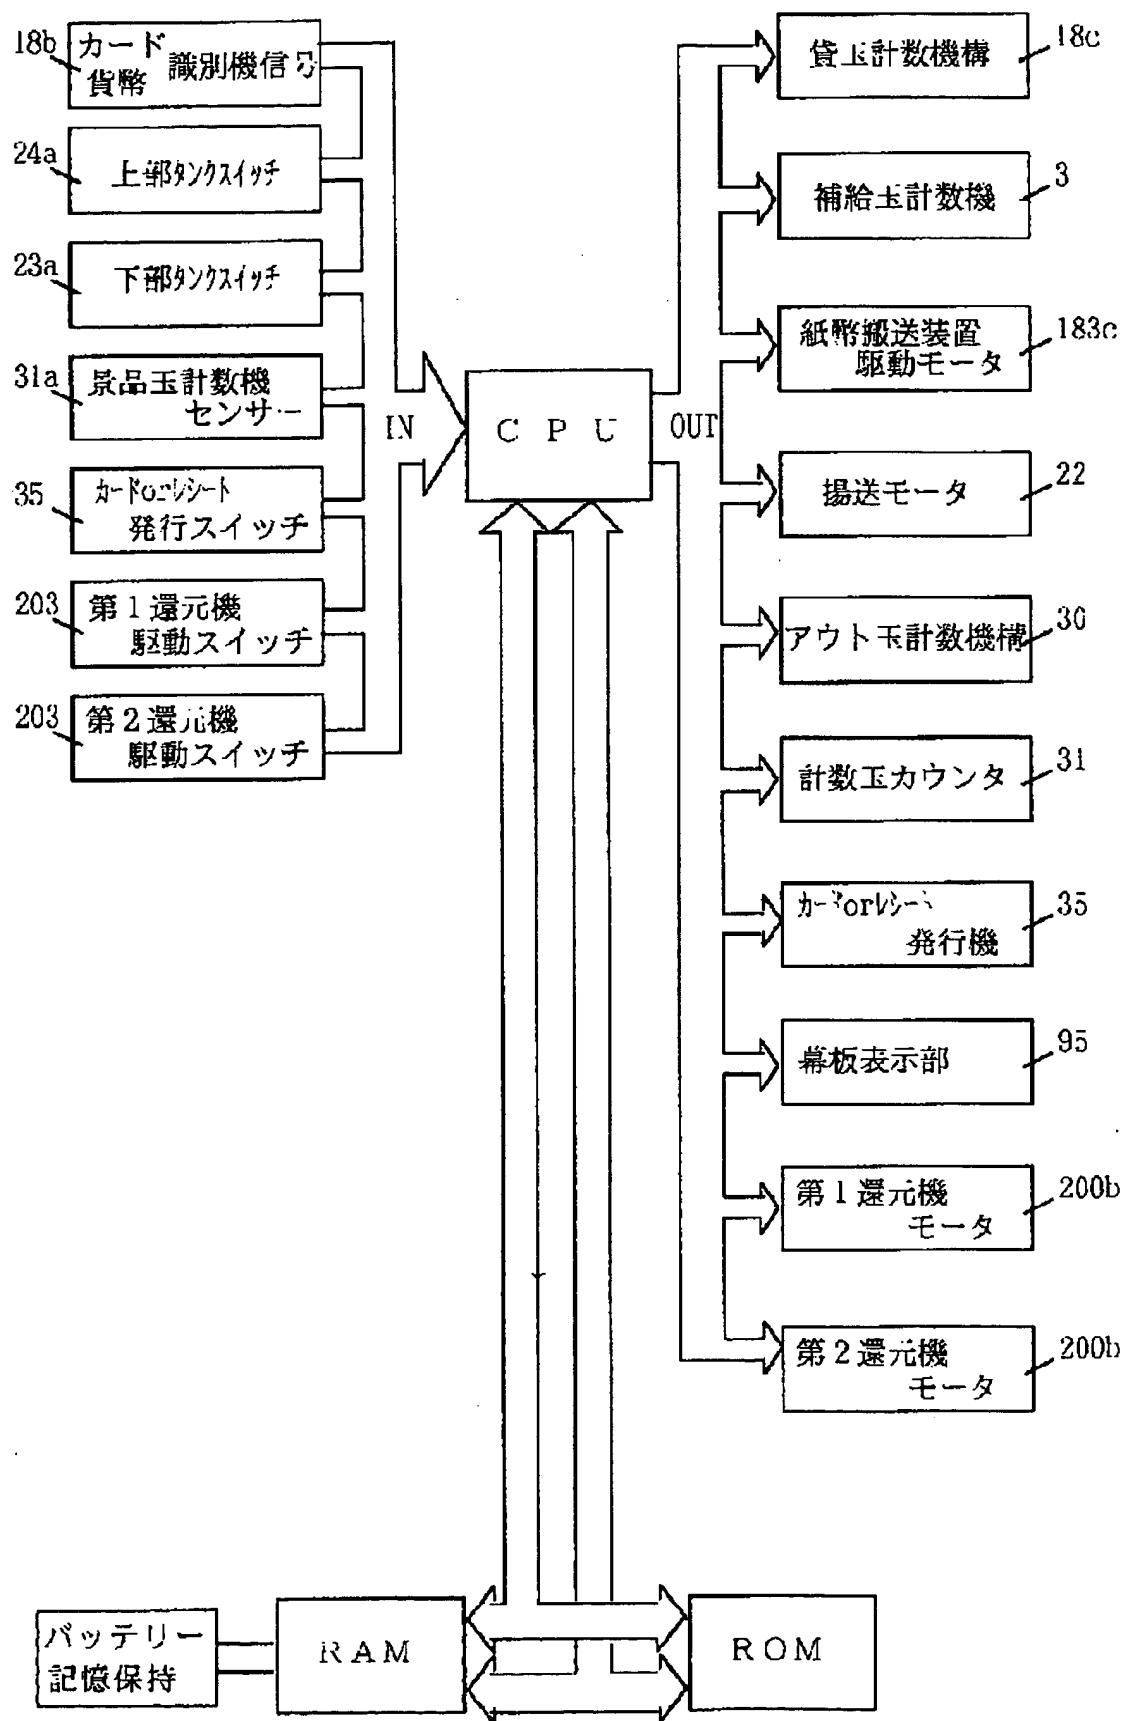 18b
カード
貨幣
識別機信号
24a
上部タンクスイッチ
23a
下部タンクスイッチ
31a
景品玉計数機
センサー
35
カードorレシート
発行スイッチ
203
第1還元機
駆動スイッチ
203
第2還元機
駆動スイッチ
IN
CPU
OUT
貸玉計数機構
18c
補給玉計数機
3
紙幣搬送装置
駆動モータ
183c
揚送モータ
22
アウト玉計数機構
30
計数玉カウンタ
31
カードorレシート
発行機
35
幕板表示部
95
第1還元機
モータ
200b
第2還元機
モータ
200b
バッテリー
記憶保持
RAM
ROM